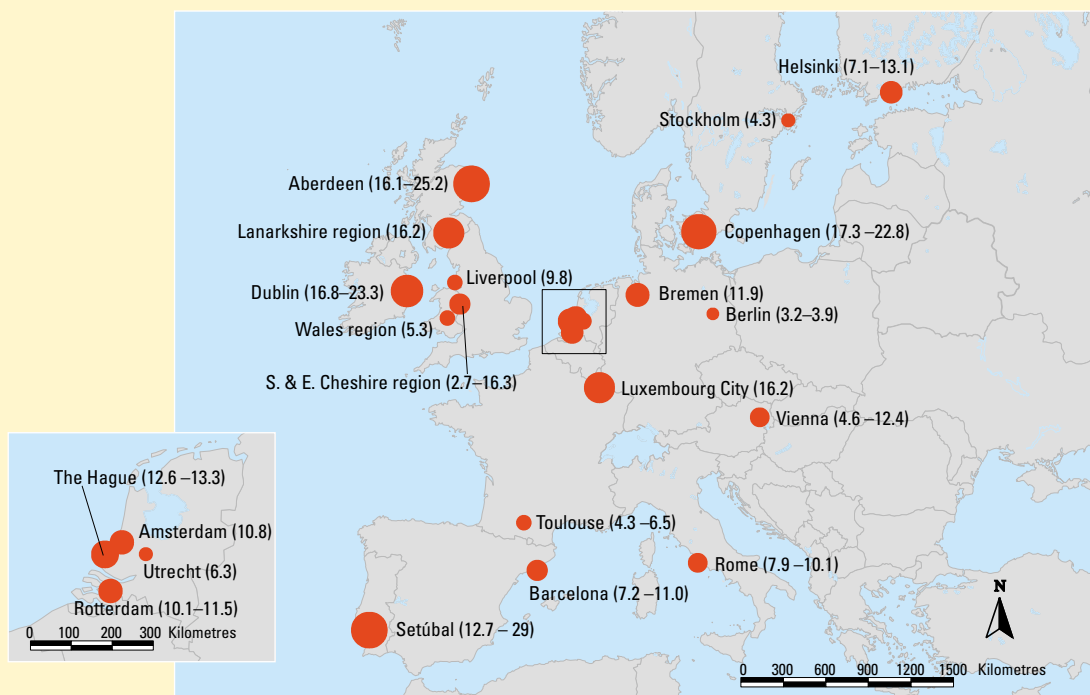 Helsinki (7.1–13.1)
Stockholm (4.3)
Aberdeen (16.1–25.2)
Lanarkshire region (16.2)
Copenhagen (17.3 –22.8)
Liverpool (9.8)
Dublin (16.8–23.3)
Bremen (11.9)
Berlin (3.2–3.9)
Wales region (5.3)
S. & E. Cheshire region (2.7–16.3)
Luxembourg City (16.2)
Vienna (4.6 –12.4)
The Hague (12.6 –13.3)
Amsterdam (10.8)
Utrecht (6.3)
Rotterdam (10.1–11.5)
0 100 200 300 Kilometres
Toulouse (4.3 –6.5)
Rome (7.9 –10.1)
Barcelona (7.2 –11.0)
Setúbal (12.7 – 29)
N
0 300 600 900 1200 1500 Kilometres